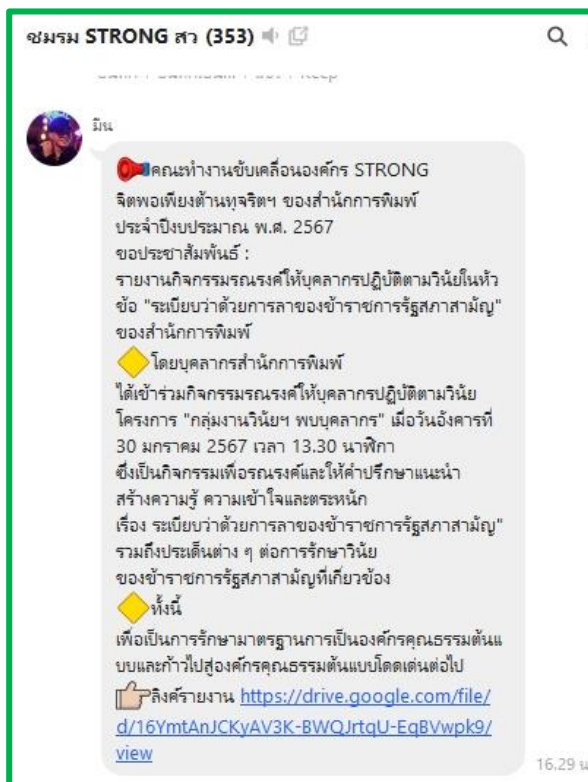 ชมรม STRONG สว (353)
มิน
คณะทำงานขับเคลื่อนองค์กร STRONG
จิตพอเพียงต้านทุจริตฯ ของสำนักการพิมพ์
ประจำปีงบประมาณ พ.ศ. 2567
ขอประชาสัมพันธ์ :
รายงานกิจกรรมรณรงค์ให้บุคลากรปฏิบัติตามวินัยในหัว
ข้อ "ระเบียบว่าด้วยการลาของข้าราชการรัฐสภาสามัญ"
ของสำนักการพิมพ์
โดยบุคลากรสำนักการพิมพ์
ได้เข้าร่วมกิจกรรมรณรงค์ให้บุคลากรปฏิบัติตามวินัย
โครงการ "กลุ่มงานวินัยฯ พบบุคลากร" เมื่อวันอังคารที่
30 มกราคม 2567 เวลา 13.30 นาฬิกา
ซึ่งเป็นกิจกรรมเพื่อรณรงค์และให้คำปรึกษาแนะนำ
สร้างความรู้ ความเข้าใจและตระหนัก
เรื่อง ระเบียบว่าด้วยการลาของข้าราชการรัฐสภาสามัญ"
รวมถึงประเด็นต่าง ๆ ต่อการรักษาวินัย
ของข้าราชการรัฐสภาสามัญที่เกี่ยวข้อง
ทั้งนี้
เพื่อเป็นการรักษามาตรฐานการเป็นองค์กรคุณธรรมต้นแ
บบและก้าวไปสู่องค์กรคุณธรรมต้นแบบโดดเด่นต่อไป
ลิงค์รายงาน https://drive.google.com/file/
d/16YmtAnJCKyAV3K-BWQJrtqU-EqBVwpk9/
view
16.29 น